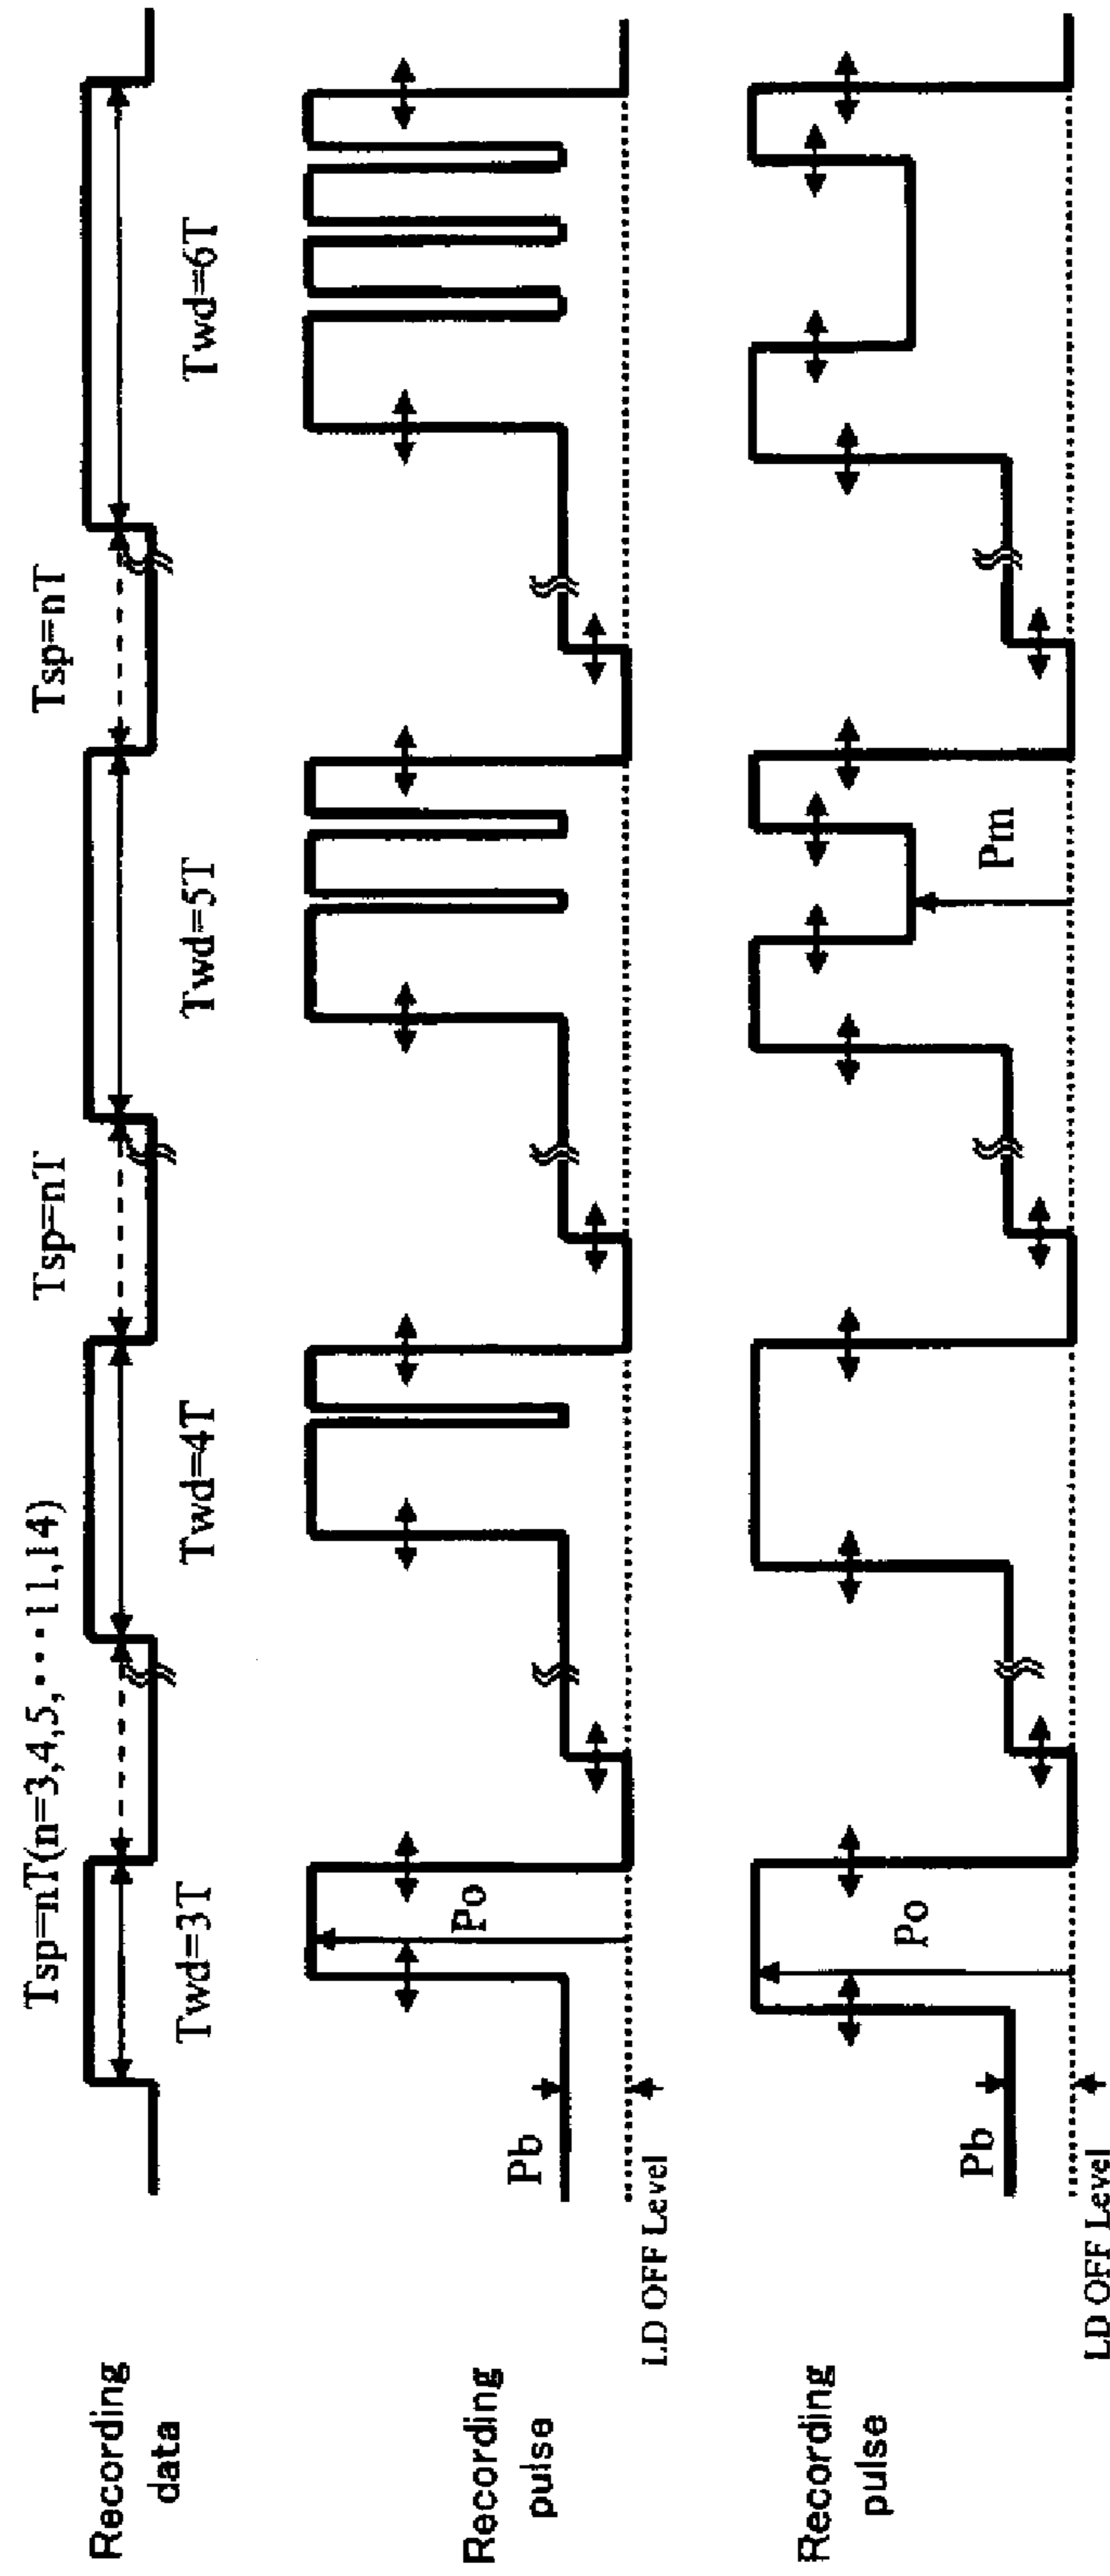 Recording
data
Tsp=nT(n=3,4,5,···11,14)
Tsp=nT
Tsp=nT
Twd=3T
Twd=4T
Twd=5T
Twd=6T
Recording
pulse
Pb
Po
LD OFF Level
Recording
pulse
Pb
Po
Pm
LD OFF Level